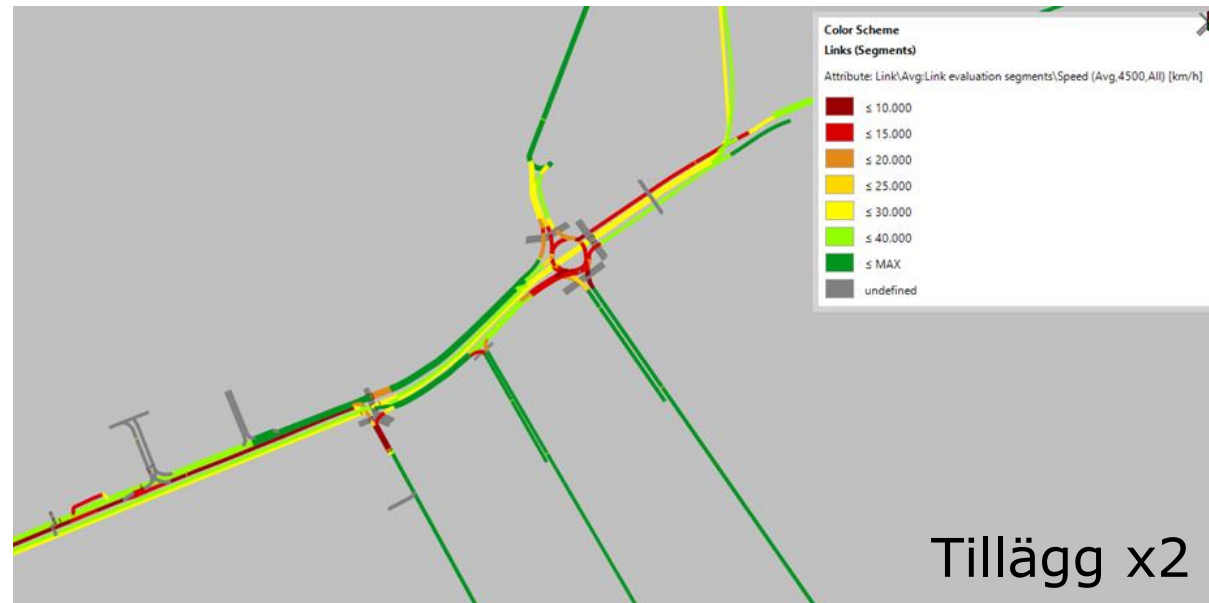 Color Scheme
Links (Segments)
Attribute: Link\Avg:Link evaluation segments\Speed (Avg,4500,All) [km/h]
≤ 10.000
≤ 15.000
≤ 20.000
≤ 25.000
≤ 30.000
≤ 40.000
≤ MAX
undefined
Tillägg x2